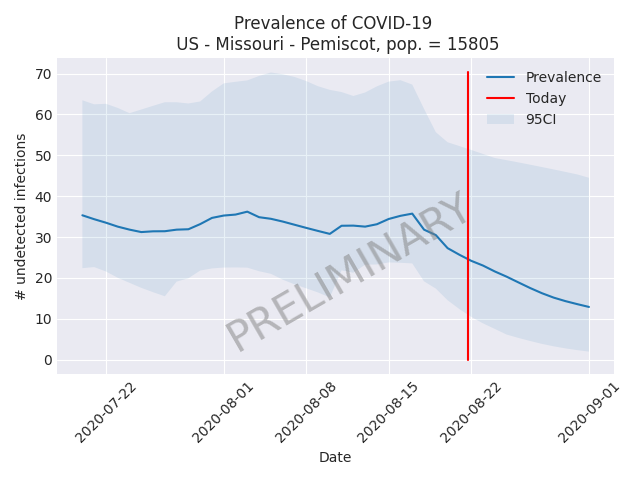 Prevalence of COVID-19
US - Missouri - Pemiscot, pop. = 15805
Prevalence
Today
95CI
PRELIMINARY
# undetected infections
70
60
50
40
30
20
10
0
2020-07-22
2020-08-01
2020-08-08
2020-08-15
2020-08-22
2020-09-01
Date